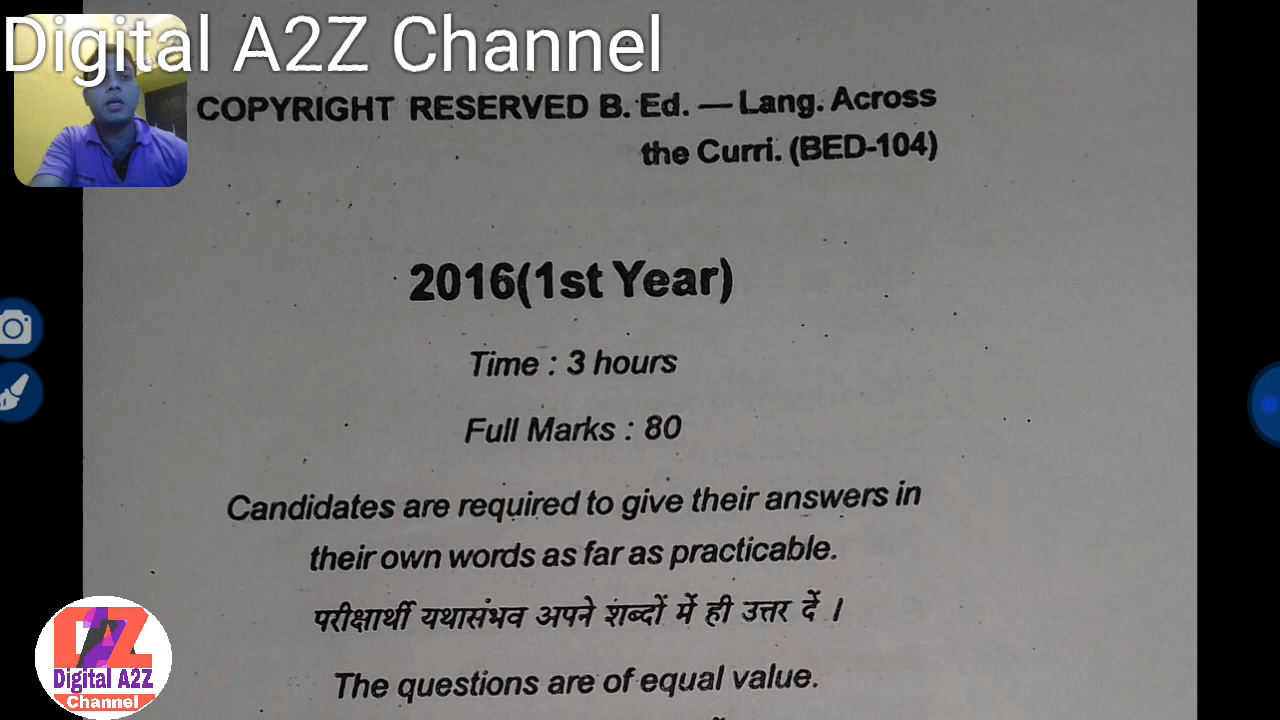 Digital A2Z Channel
COPYRIGHT RESERVED B. Ed. — Lang. Across
the Curri. (BED-104)
2016(1st Year)
Time : 3 hours
Full Marks : 80
Candidates are required to give their answers in
their own words as far as practicable.
परीक्षार्थी यथासंभव अपने शब्दों में ही उत्तर दें ।
The questions are of equal value.
A2Z
Digital A2Z
Channel